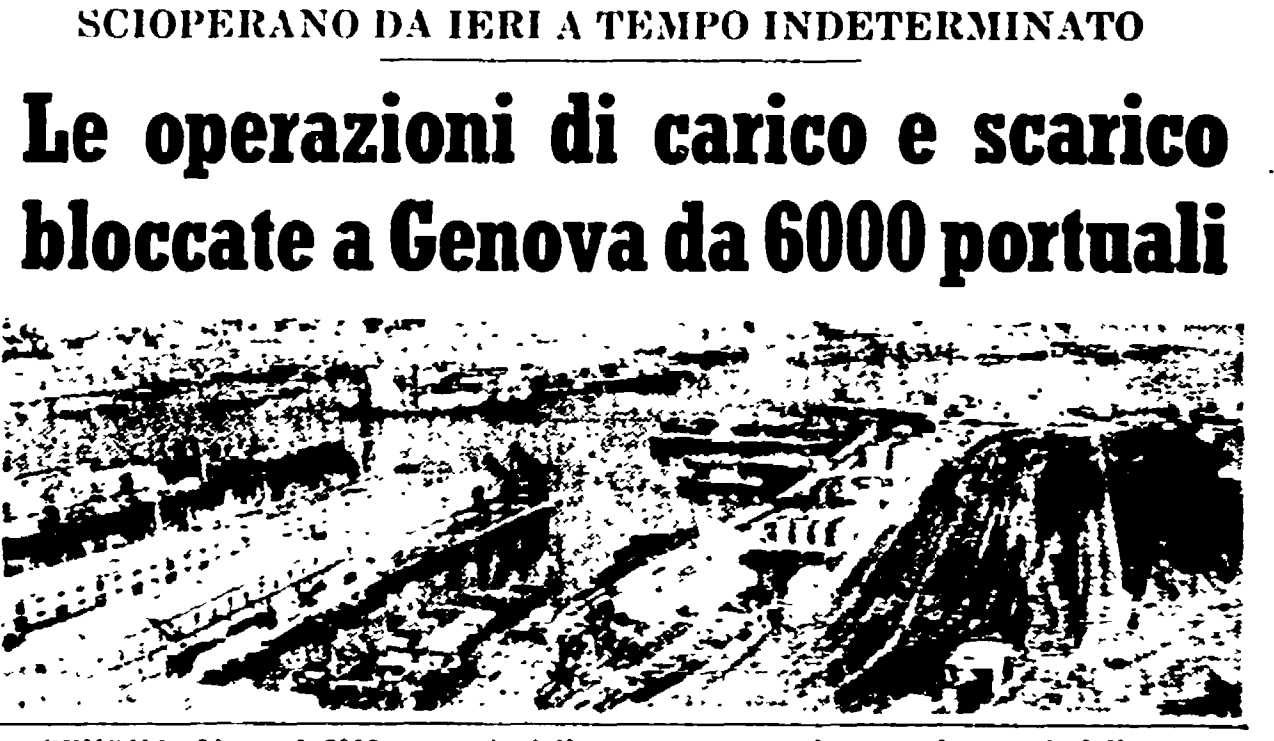 SCIOPERANO DA IERI A TEMPO INDETERMINATO
Le operazioni di carico e scarico
bloccate a Genova da 6000 portuali